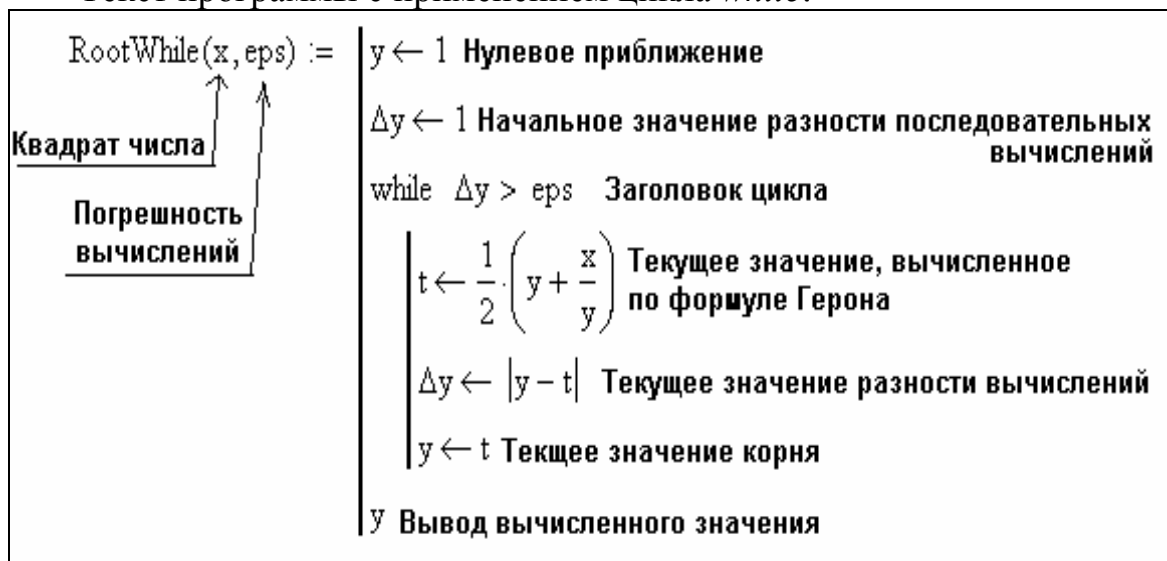 Текст программы с применением цикла while:
RootWhile(x,eps) := y ← 1 Нулевое приближение
Δy ← 1 Начальное значение разности последовательных
вычислений
Квадрат числа
while Δy > eps Заголовок цикла
Погрешность
вычислений
t ← 1/2 · (y + x/y) Текущее значение, вычисленное
по формуле Герона
Δy ← |y − t| Текущее значение разности вычислений
y ← t Текщее значение корня
y Вывод вычисленного значения